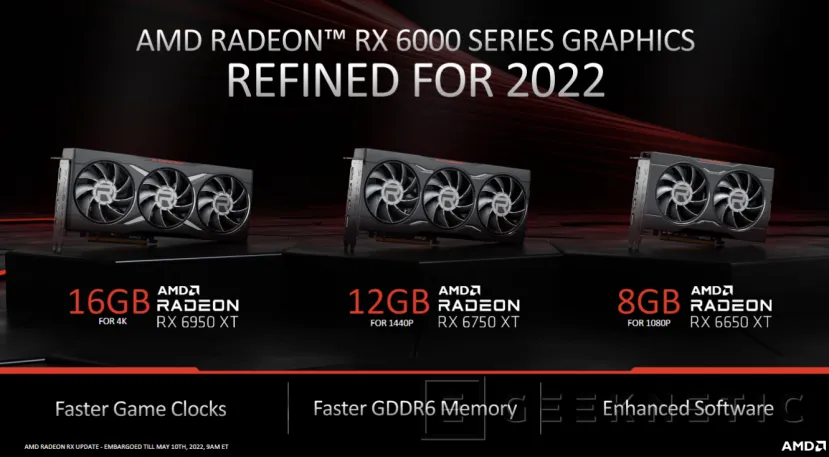 AMD RADEON™ RX 6000 SERIES GRAPHICS
REFINED FOR 2022
16GB
FOR 4K
AMD
RADEON
RX 6950 XT
12GB
FOR 1440P
AMD
RADEON
RX 6750 XT
8GB
FOR 1080P
AMD
RADEON
RX 6650 XT
Faster Game Clocks
Faster GDDR6 Memory
Enhanced Software
GEEKNETIC
AMD RADEON RX UPDATE - EMBARGOED TILL MAY 10TH, 2022, 9AM ET
AMD